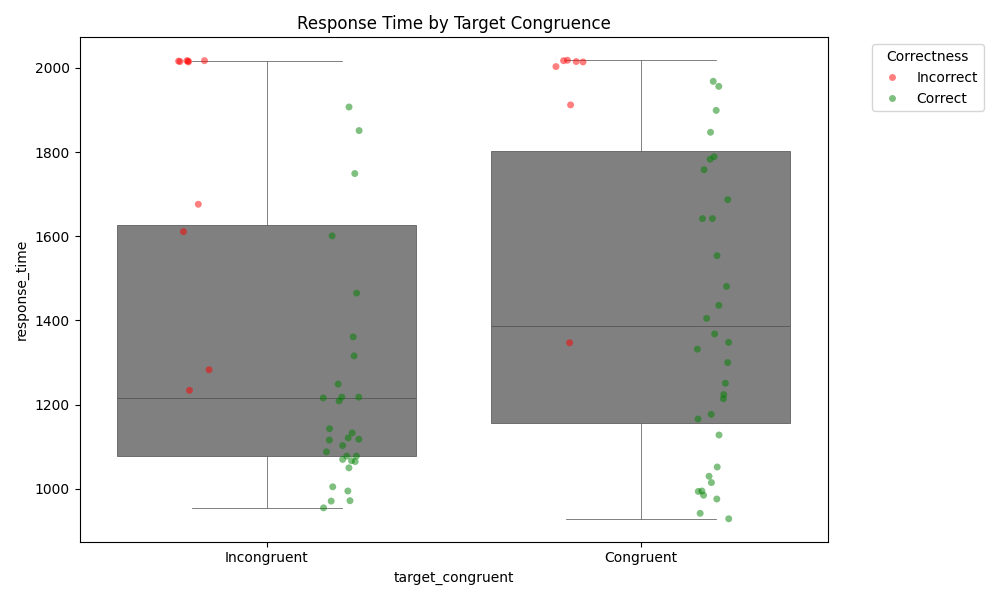 Response Time by Target Congruence
Correctness
Incorrect
Correct
response_time
2000
1800
1600
1400
1200
1000
Incongruent
Congruent
target_congruent